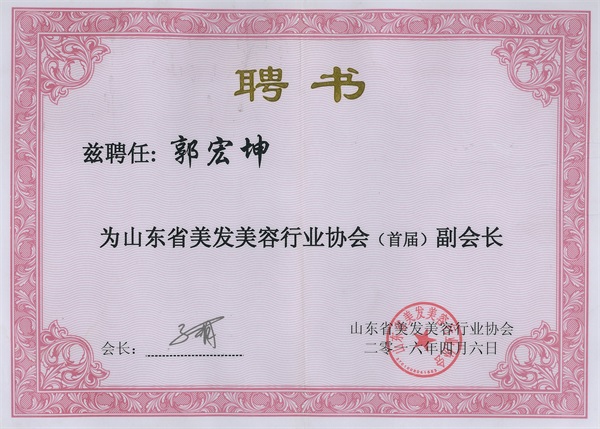 聘书
兹聘任: 郭宏坤
为山东省美发美容行业协会（首届）副会长
会长：
山东省美发美容行业协会
二零一六年四月六日